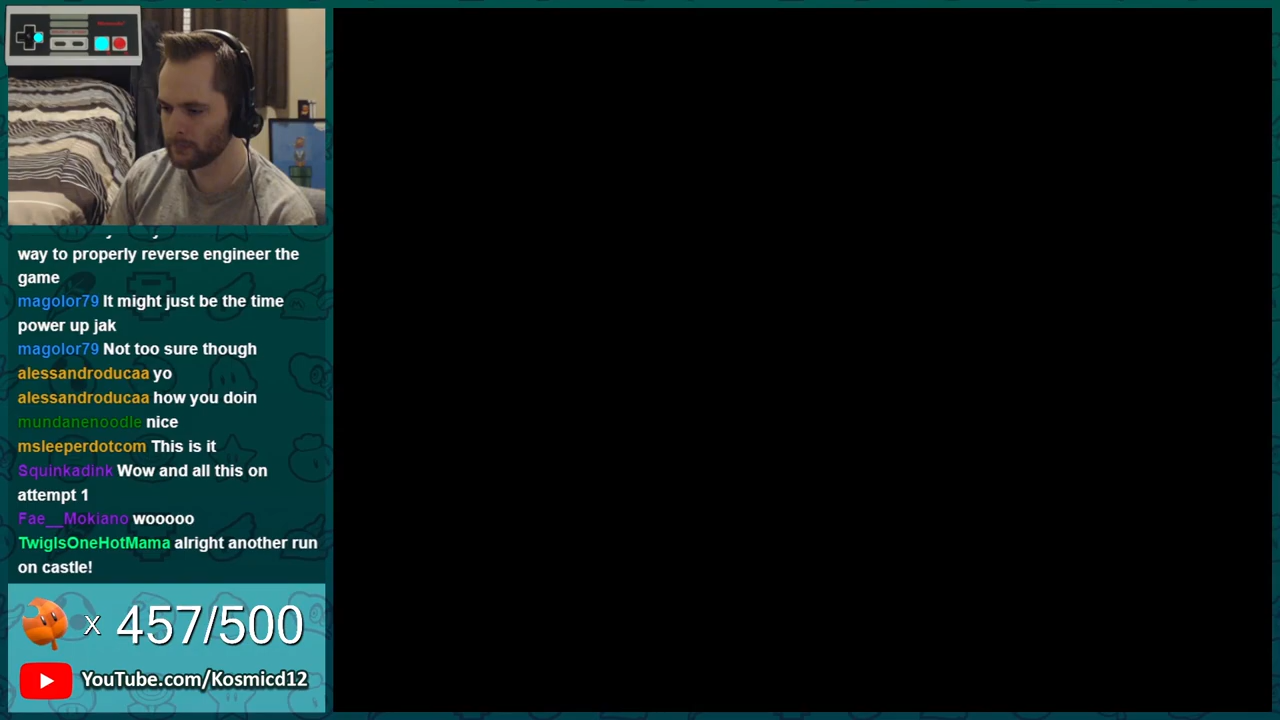 Nintendo
way to properly reverse engineer the
game
magolor79 It might just be the time
power up jak
magolor79 Not too sure though
alessandroducaa yo
alessandroducaa how you doin
mundanenoodle nice
msleeperdotcom This is it
Squinkadink Wow and all this on
attempt 1
Fae__Mokiano wooooo
TwigIsOneHotMama alright another run
on castle!
x 457/500
YouTube.com/Kosmicd12